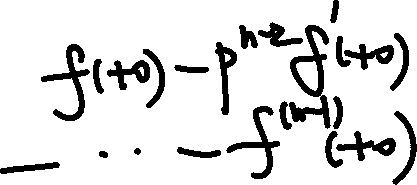 f(+0) - p^{n-2} f'(+0)
- ... - f^{(n-1)}(+0)